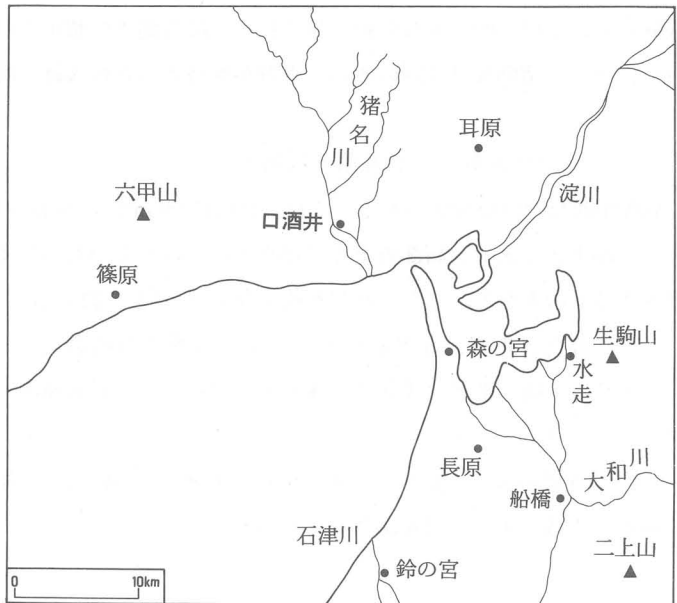 猪名川
耳原
淀川
六甲山
口酒井
篠原
森の宮
生駒山
水走
長原
大和川
船橋
石津川
二上山
鈴の宮
0 10km